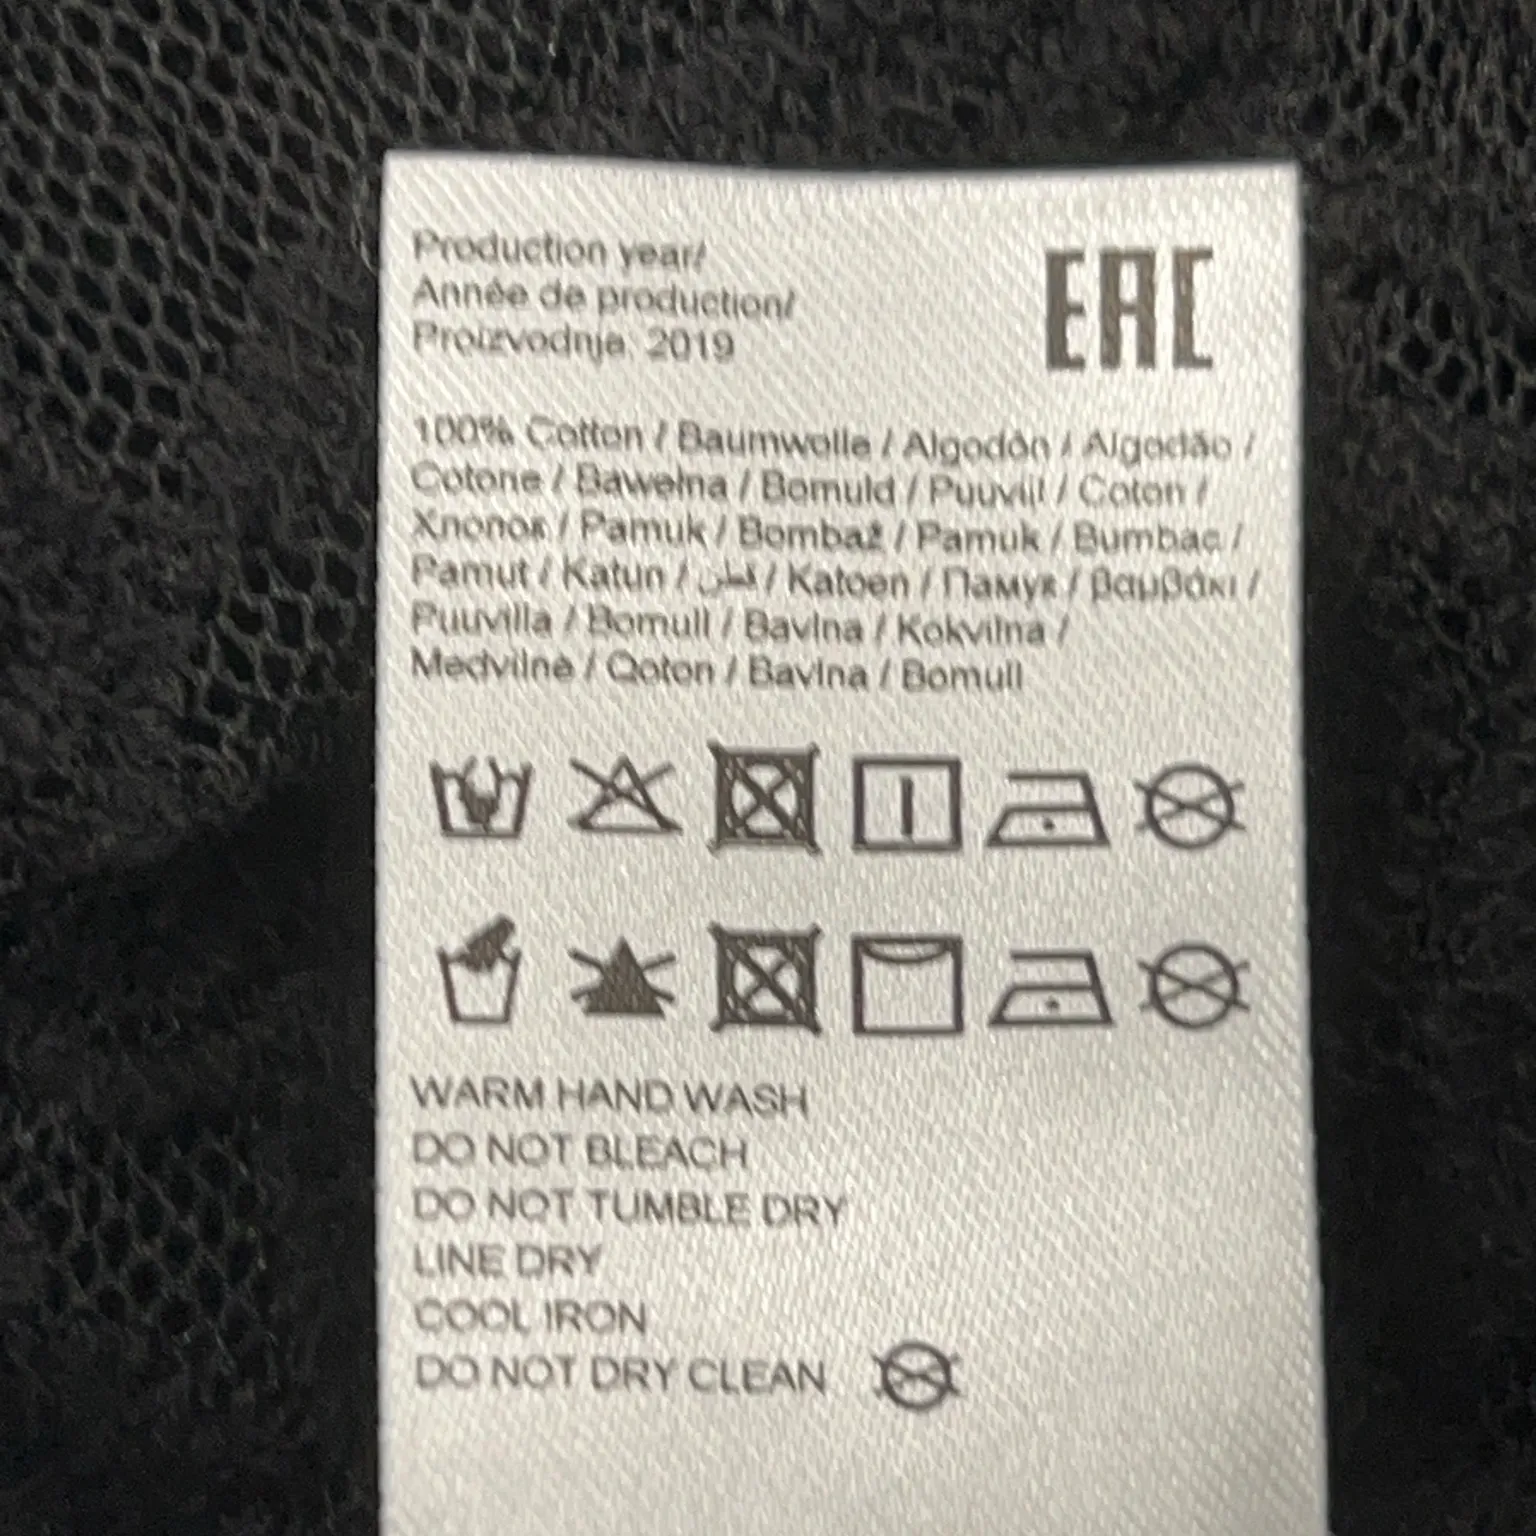 Production year/
Année de production/
Proizvodnja: 2019
EAC
100% Cotton / Baumwolle / Algodón / Algodão /
Cotone / Bawełna / Bomuld / Puuvill / Coton /
Хлопок / Pamuk / Bombaž / Pamuk / Bumbac /
Pamut / Katun / قطن / Katoen / Памук / βαμβάκι /
Puuvilla / Bomull / Bavlna / Kokvilna /
Medvilnė / Qoton / Bavlna / Bomull
WARM HAND WASH
DO NOT BLEACH
DO NOT TUMBLE DRY
LINE DRY
COOL IRON
DO NOT DRY CLEAN